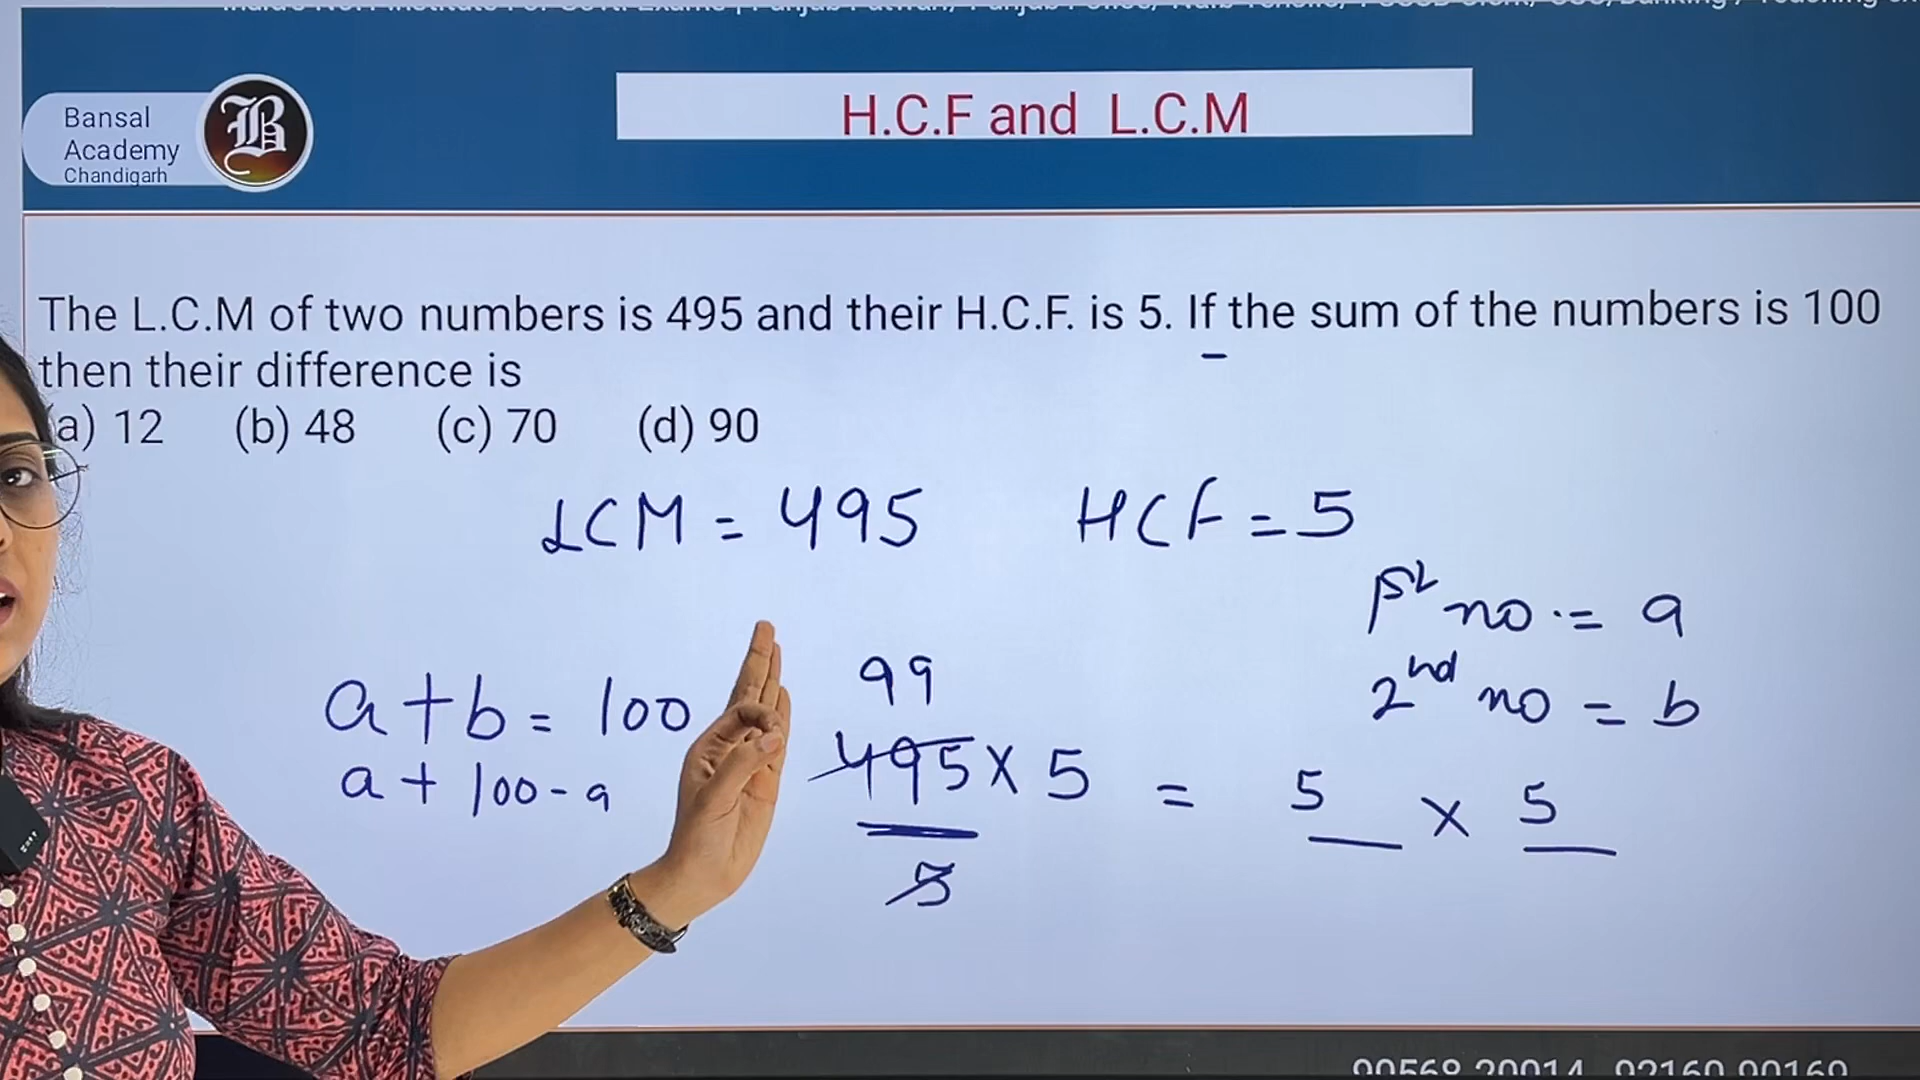 Bansal
Academy
Chandigarh
B
H.C.F and L.C.M
The L.C.M of two numbers is 495 and their H.C.F. is 5. If the sum of the numbers is 100
then their difference is
a) 12 (b) 48 (c) 70 (d) 90
LCM = 495 HCF = 5
1st no. = a
2nd no = b
a + b = 100
a + 100 - a
99
495 × 5 = 5 × 5
5